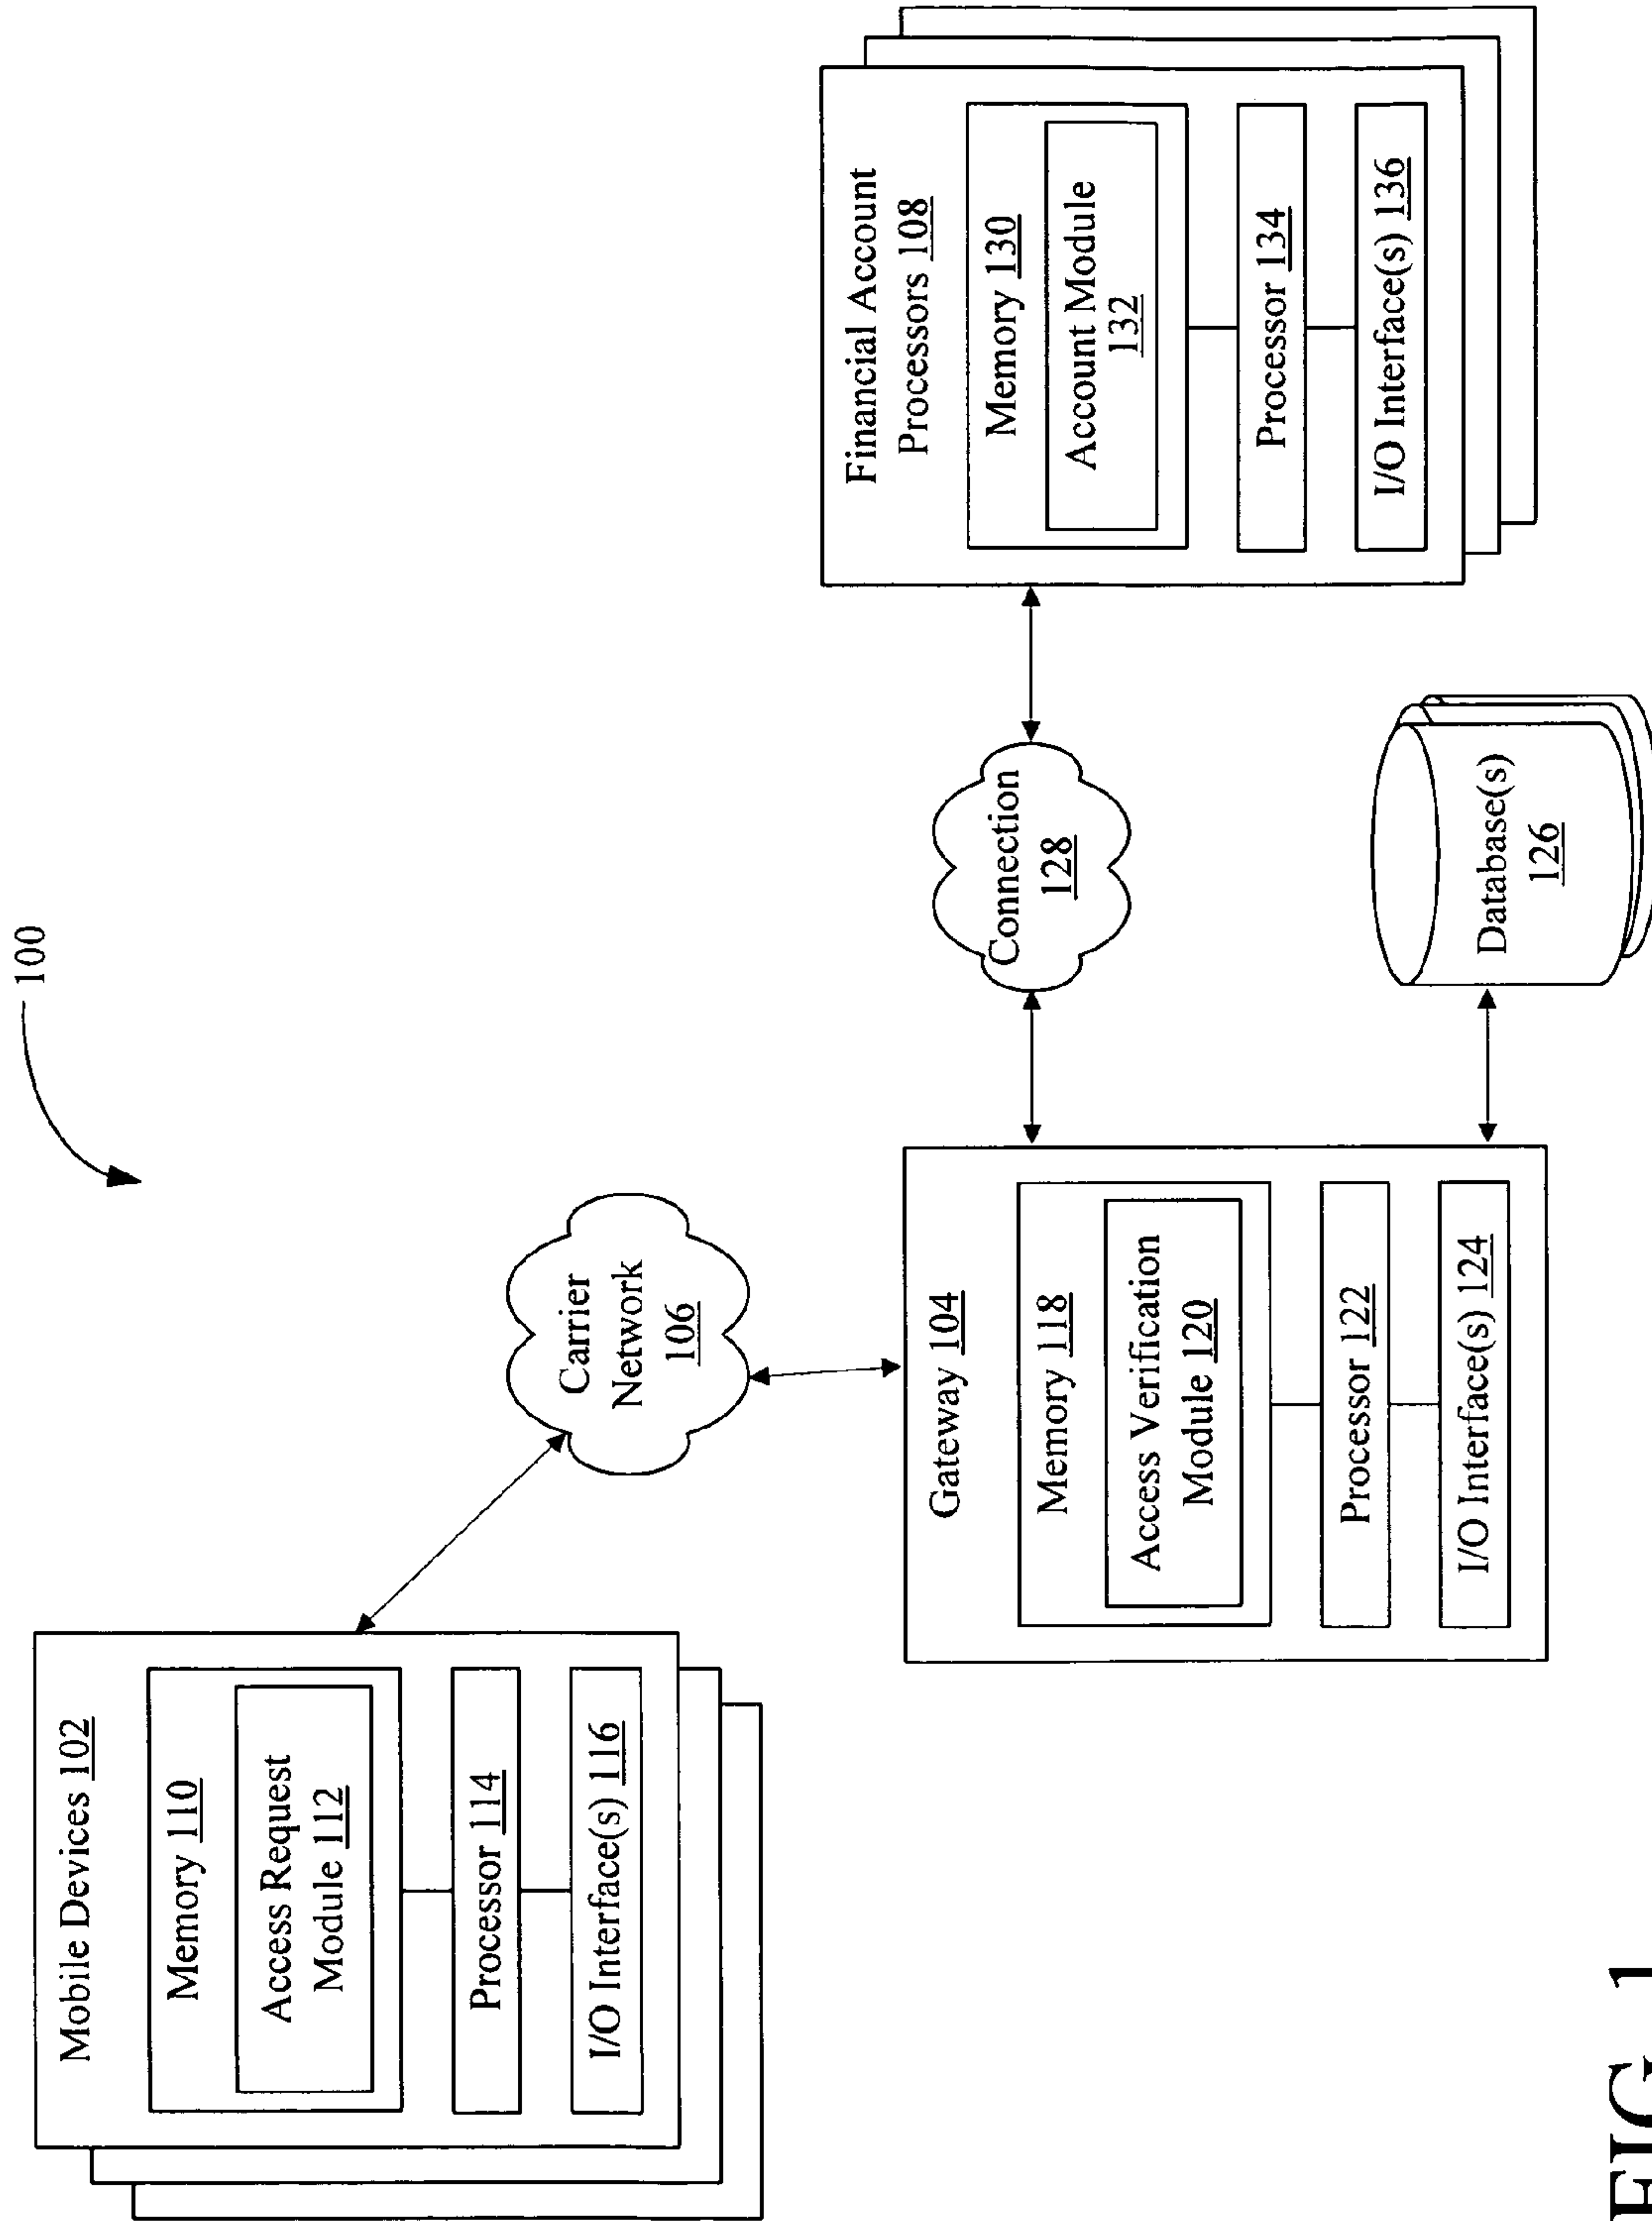 100
Mobile Devices 102
Memory 110
Access Request
Module 112
Processor 114
I/O Interface(s) 116
Carrier
Network
106
Gateway 104
Memory 118
Access Verification
Module 120
Processor 122
I/O Interface(s) 124
Connection
128
Database(s)
126
Financial Account
Processors 108
Memory 130
Account Module
132
Processor 134
I/O Interface(s) 136
FIG. 1